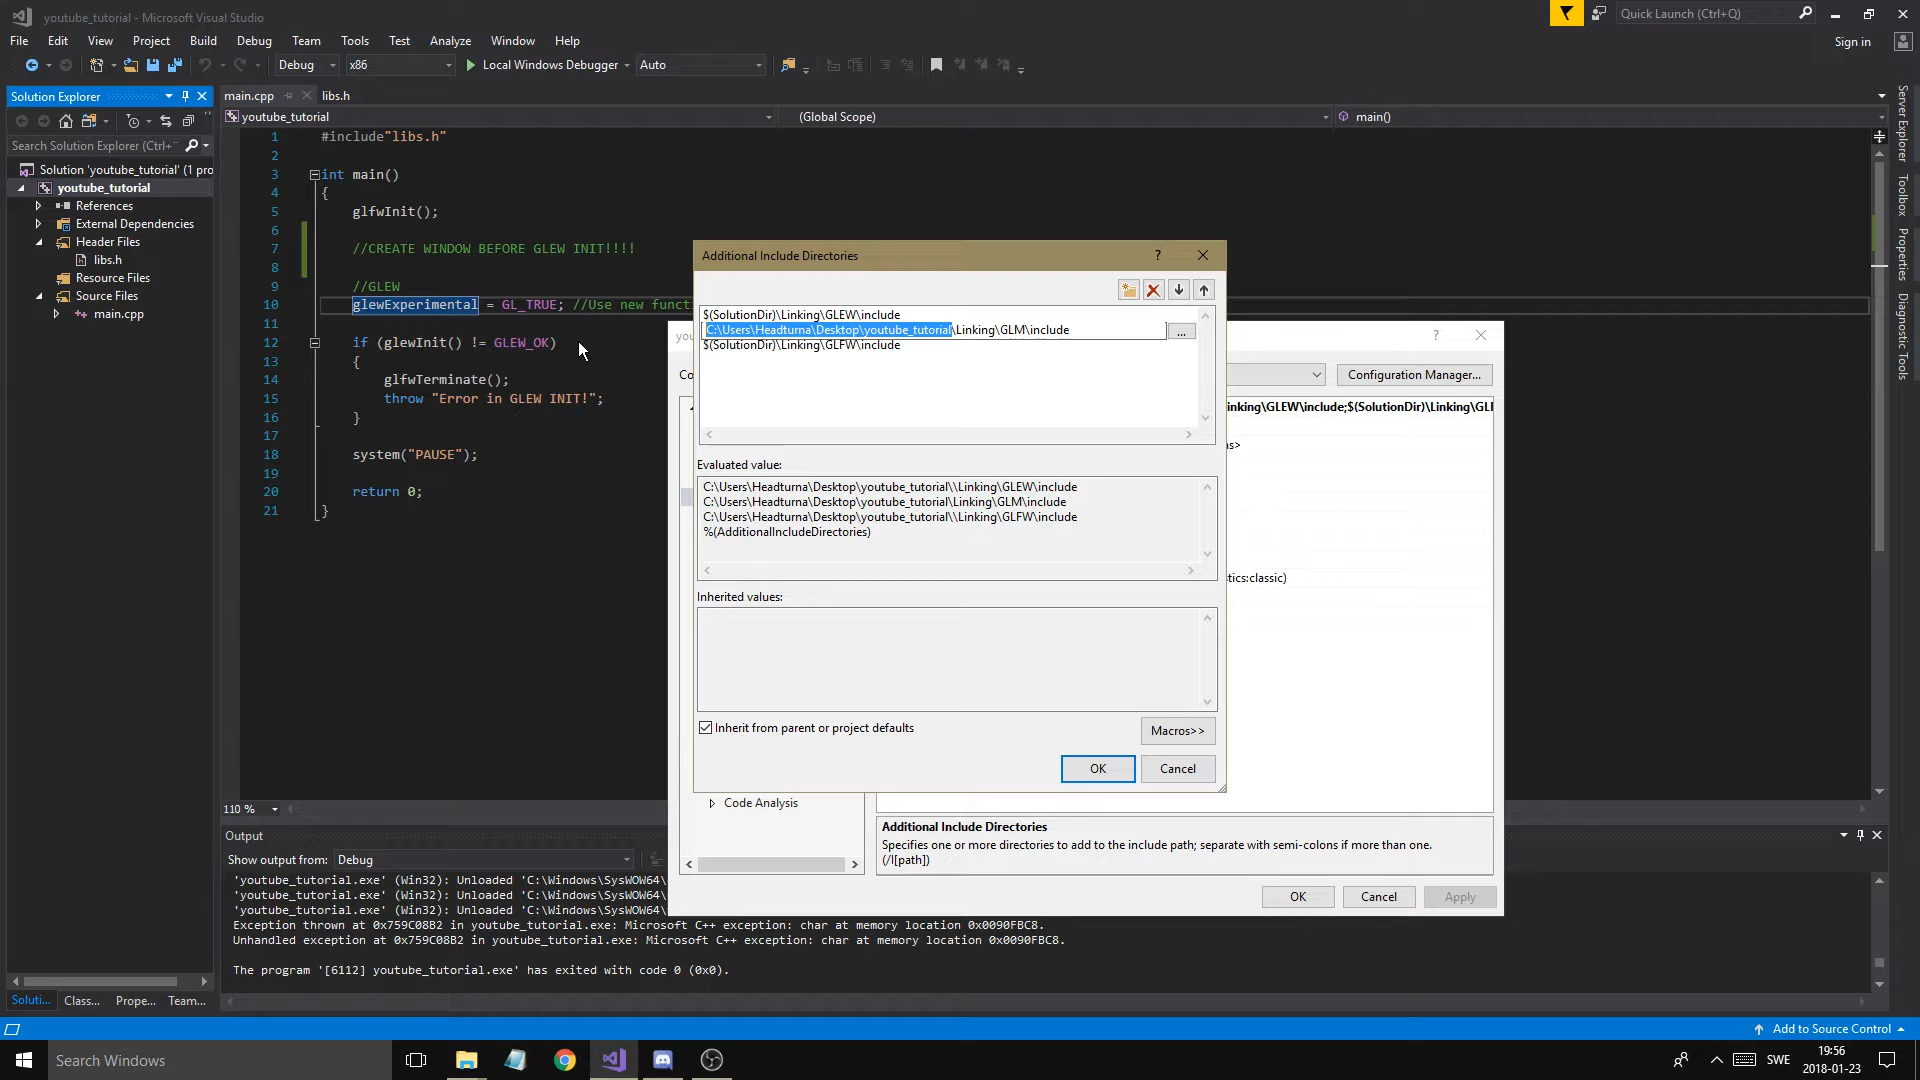 youtube_tutorial - Microsoft Visual Studio
Quick Launch (Ctrl+Q)
File Edit View Project Build Debug Team Tools Test Analyze Window Help
Sign in
Debug x86 Local Windows Debugger Auto
Solution Explorer
Search Solution Explorer (Ctrl+
Solution 'youtube_tutorial' (1 pro
youtube_tutorial
References
External Dependencies
Header Files
libs.h
Resource Files
Source Files
main.cpp
main.cpp libs.h
youtube_tutorial (Global Scope) main()
1 #include"libs.h"
2
3 int main()
4 {
5 glfwInit();
6
7 //CREATE WINDOW BEFORE GLEW INIT!!!!
8
9 //GLEW
10 glewExperimental = GL_TRUE; //Use new functi
11
12 if (glewInit() != GLEW_OK)
13 {
14 glfwTerminate();
15 throw "Error in GLEW INIT!";
16 }
17
18 system("PAUSE");
19
20 return 0;
21 }
110 %
Server Explorer
Toolbox
Properties
Diagnostic Tools
Additional Include Directories
?
$(SolutionDir)\Linking\GLEW\include
C:\Users\Headturna\Desktop\youtube_tutorial\Linking\GLM\include
...
$(SolutionDir)\Linking\GLFW\include
Evaluated value:
C:\Users\Headturna\Desktop\youtube_tutorial\\Linking\GLEW\include
C:\Users\Headturna\Desktop\youtube_tutorial\Linking\GLM\include
C:\Users\Headturna\Desktop\youtube_tutorial\\Linking\GLFW\include
%(AdditionalIncludeDirectories)
Inherited values:
Inherit from parent or project defaults
Macros>>
OK Cancel
yo
?
Co
Configuration Manager...
inking\GLEW\include;$(SolutionDir)\Linking\GLI
s>
tics:classic)
Code Analysis
Additional Include Directories
Specifies one or more directories to add to the include path; separate with semi-colons if more than one.
(/I[path])
OK Cancel Apply
Output
Show output from: Debug
'youtube_tutorial.exe' (Win32): Unloaded 'C:\Windows\SysWOW64\
'youtube_tutorial.exe' (Win32): Unloaded 'C:\Windows\SysWOW64\
'youtube_tutorial.exe' (Win32): Unloaded 'C:\Windows\SysWOW64\
Exception thrown at 0x759C08B2 in youtube_tutorial.exe: Microsoft C++ exception: char at memory location 0x0090FBC8.
Unhandled exception at 0x759C08B2 in youtube_tutorial.exe: Microsoft C++ exception: char at memory location 0x0090FBC8.
The program '[6112] youtube_tutorial.exe' has exited with code 0 (0x0).
Soluti... Class... Prope... Team...
Add to Source Control
Search Windows
SWE
19:56
2018-01-23